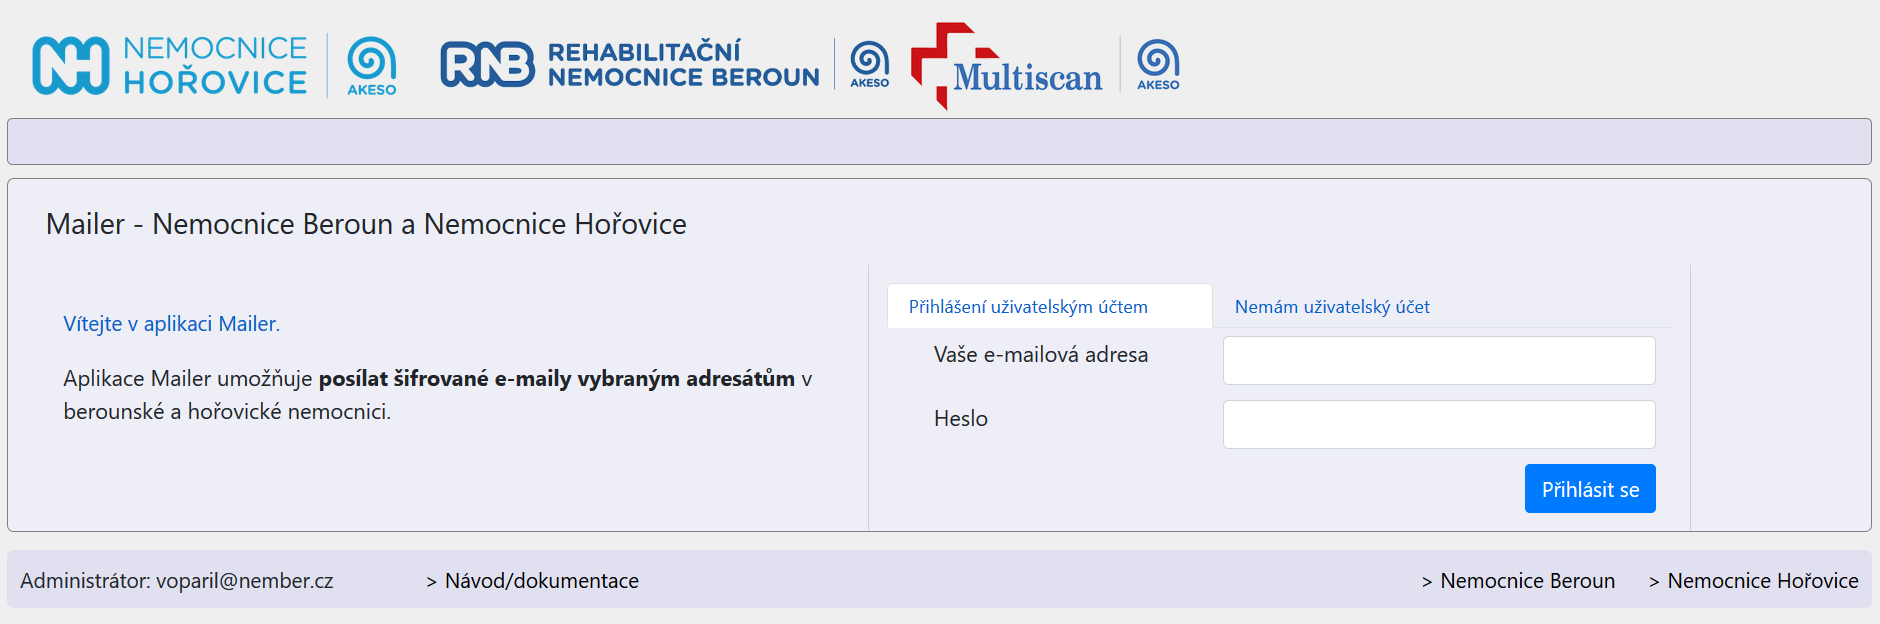 NEMOCNICE
HOŘOVICE
AKESO
RNB
REHABILITAČNÍ
NEMOCNICE BEROUN
AKESO
Multiscan
AKESO
Mailer - Nemocnice Beroun a Nemocnice Hořovice
Vítejte v aplikaci Mailer.
Aplikace Mailer umožňuje posílat šifrované e-maily vybraným adresátům v
berounské a hořovické nemocnici.
Přihlášení uživatelským účtem
Nemám uživatelský účet
Vaše e-mailová adresa
Heslo
Přihlásit se
Administrátor: voparil@nember.cz
> Návod/dokumentace
> Nemocnice Beroun
> Nemocnice Hořovice